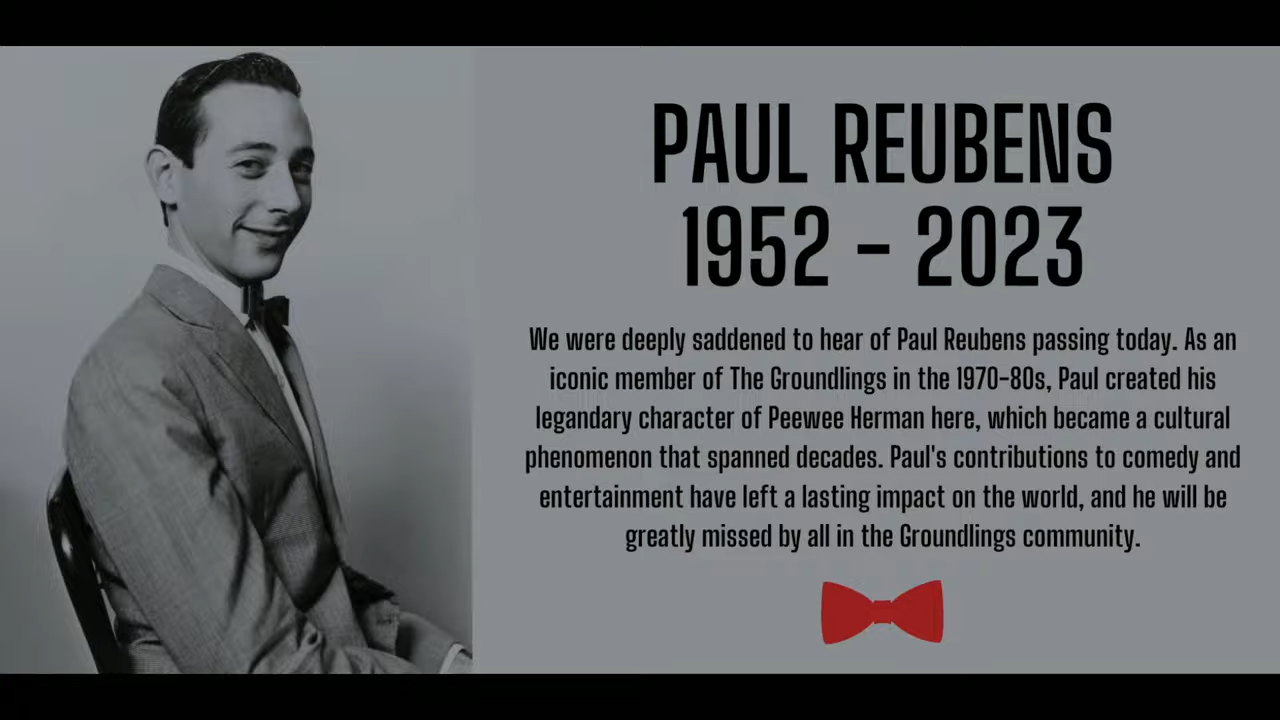 PAUL REUBENS
1952 - 2023
We were deeply saddened to hear of Paul Reubens passing today. As an
iconic member of The Groundlings in the 1970-80s, Paul created his
legandary character of Peewee Herman here, which became a cultural
phenomenon that spanned decades. Paul's contributions to comedy and
entertainment have left a lasting impact on the world, and he will be
greatly missed by all in the Groundlings community.